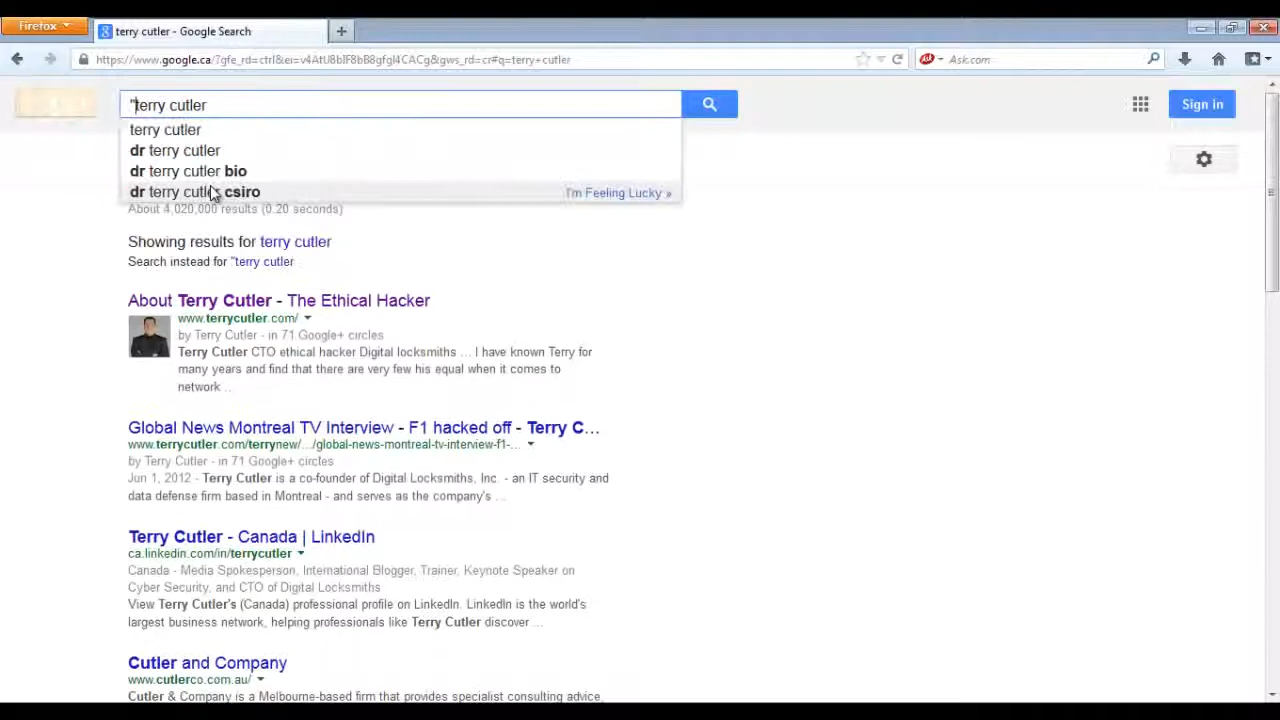 Firefox
terry cutler - Google Search
https://www.google.ca/?gfe_rd=ctrl&ei=v4AtU8bIF8bB8gfgI4CACg&gws_rd=cr#q=terry+cutler
Ask.com
"terry cutler
Sign in
terry cutler
dr terry cutler
dr terry cutler bio
dr terry cutler csiro
I'm Feeling Lucky »
About 4,020,000 results (0.20 seconds)
Showing results for terry cutler
Search instead for "terry cutler
About Terry Cutler - The Ethical Hacker
www.terrycutler.com/
by Terry Cutler - in 71 Google+ circles
Terry Cutler CTO ethical hacker Digital locksmiths ... I have known Terry for
many years and find that there are very few his equal when it comes to
network ...
Global News Montreal TV Interview - F1 hacked off - Terry C...
www.terrycutler.com/terrynew/.../global-news-montreal-tv-interview-f1-...
by Terry Cutler - in 71 Google+ circles
Jun 1, 2012 - Terry Cutler is a co-founder of Digital Locksmiths, Inc. - an IT security and
data defense firm based in Montreal - and serves as the company's ...
Terry Cutler - Canada | LinkedIn
ca.linkedin.com/in/terrycutler
Canada - Media Spokesperson, International Blogger, Trainer, Keynote Speaker on
Cyber Security, and CTO of Digital Locksmiths
View Terry Cutler's (Canada) professional profile on LinkedIn. LinkedIn is the world's
largest business network, helping professionals like Terry Cutler discover ...
Cutler and Company
www.cutlerco.com.au/
Cutler & Company is a Melbourne-based firm that provides specialist consulting advice,